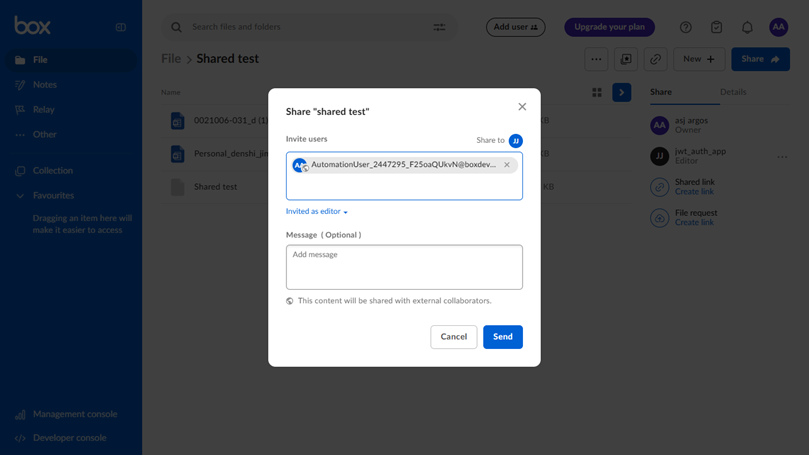 box
Search files and folders
Add user
Upgrade your plan
AA
File
File > Shared test
New +
Share
Notes
Relay
Other
Collection
Favourites
Dragging an item here will
make it easier to access
Management console
Developer console
Name
0021006-031_d (1)
Personal_denshi_jim
Shared test
KB
KB
KB
Share
Details
AA
asj argos
Owner
JJ
jwt_auth_app
Editor
Shared link
Create link
File request
Create link
Share "shared test"
Invite users
Share to JJ
AutomationUser_2447295_F25oaQUkvN@boxdev...
Invited as editor
Message ( Optional )
Add message
This content will be shared with external collaborators.
Cancel
Send